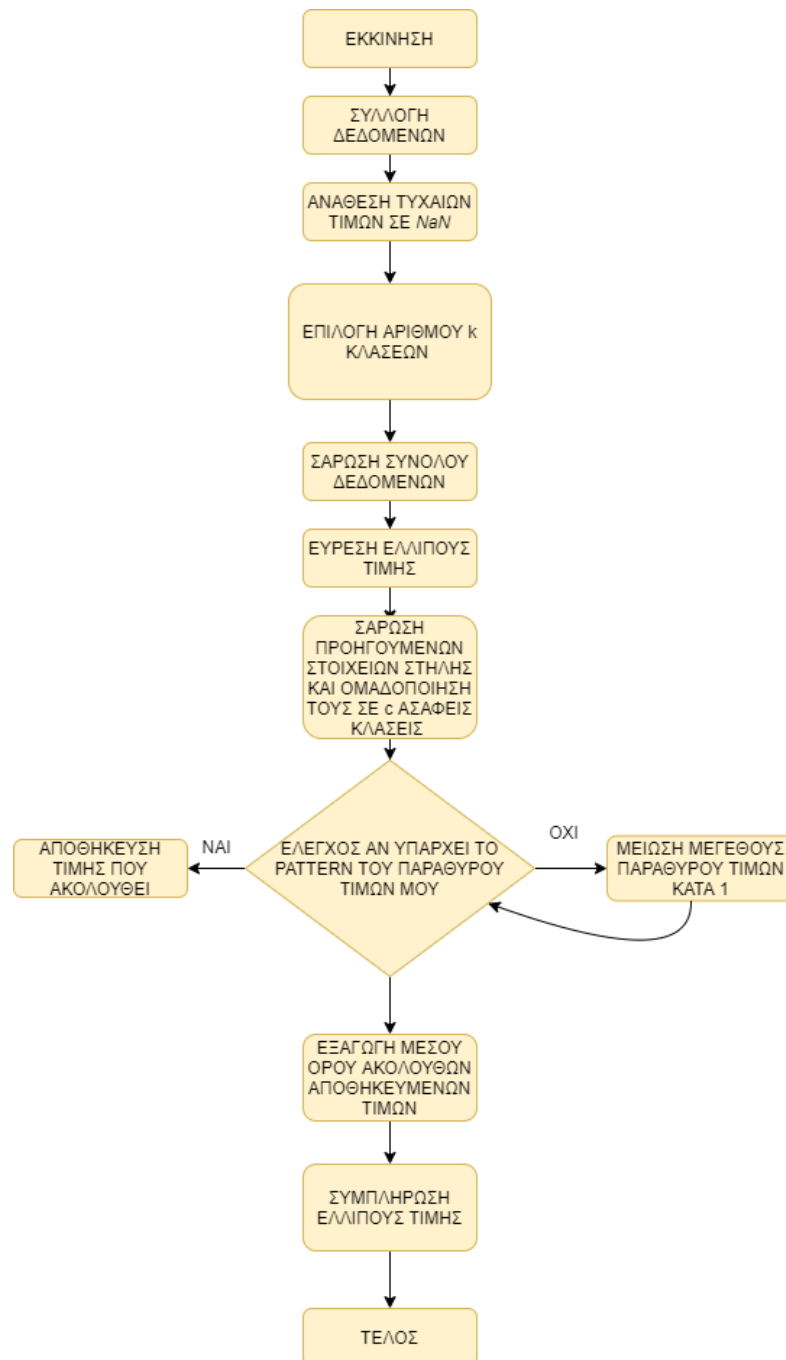 ΕΚΚΙΝΗΣΗ
ΣΥΛΛΟΓΗ
ΔΕΔΟΜΕΝΩΝ
ΑΝΑΘΕΣΗ ΤΥΧΑΙΩΝ
ΤΙΜΩΝ ΣΕ NaN
ΕΠΙΛΟΓΗ ΑΡΙΘΜΟΥ k
ΚΛΑΣΕΩΝ
ΣΑΡΩΣΗ ΣΥΝΟΛΟΥ
ΔΕΔΟΜΕΝΩΝ
ΕΥΡΕΣΗ ΕΛΛΙΠΟΥΣ
ΤΙΜΗΣ
ΣΑΡΩΣΗ
ΠΡΟΗΓΟΥΜΕΝΩΝ
ΣΤΟΙΧΕΙΩΝ ΣΤΗΛΗΣ
ΚΑΙ ΟΜΑΔΟΠΟΙΗΣΗ
ΤΟΥΣ ΣΕ c ΑΣΑΦΕΙΣ
ΚΛΑΣΕΙΣ
ΕΛΕΓΧΟΣ ΑΝ ΥΠΑΡΧΕΙ ΤΟ
PATTERN ΤΟΥ ΠΑΡΑΘΥΡΟΥ
ΤΙΜΩΝ ΜΟΥ
ΝΑΙ
ΑΠΟΘΗΚΕΥΣΗ
ΤΙΜΗΣ ΠΟΥ
ΑΚΟΛΟΥΘΕΙ
ΟΧΙ
ΜΕΙΩΣΗ ΜΕΓΕΘΟΥΣ
ΠΑΡΑΘΥΡΟΥ ΤΙΜΩΝ
ΚΑΤΑ 1
ΕΞΑΓΩΓΗ ΜΕΣΟΥ
ΟΡΟΥ ΑΚΟΛΟΥΘΩΝ
ΑΠΟΘΗΚΕΥΜΕΝΩΝ
ΤΙΜΩΝ
ΣΥΜΠΛΗΡΩΣΗ
ΕΛΛΙΠΟΥΣ ΤΙΜΗΣ
ΤΕΛΟΣ